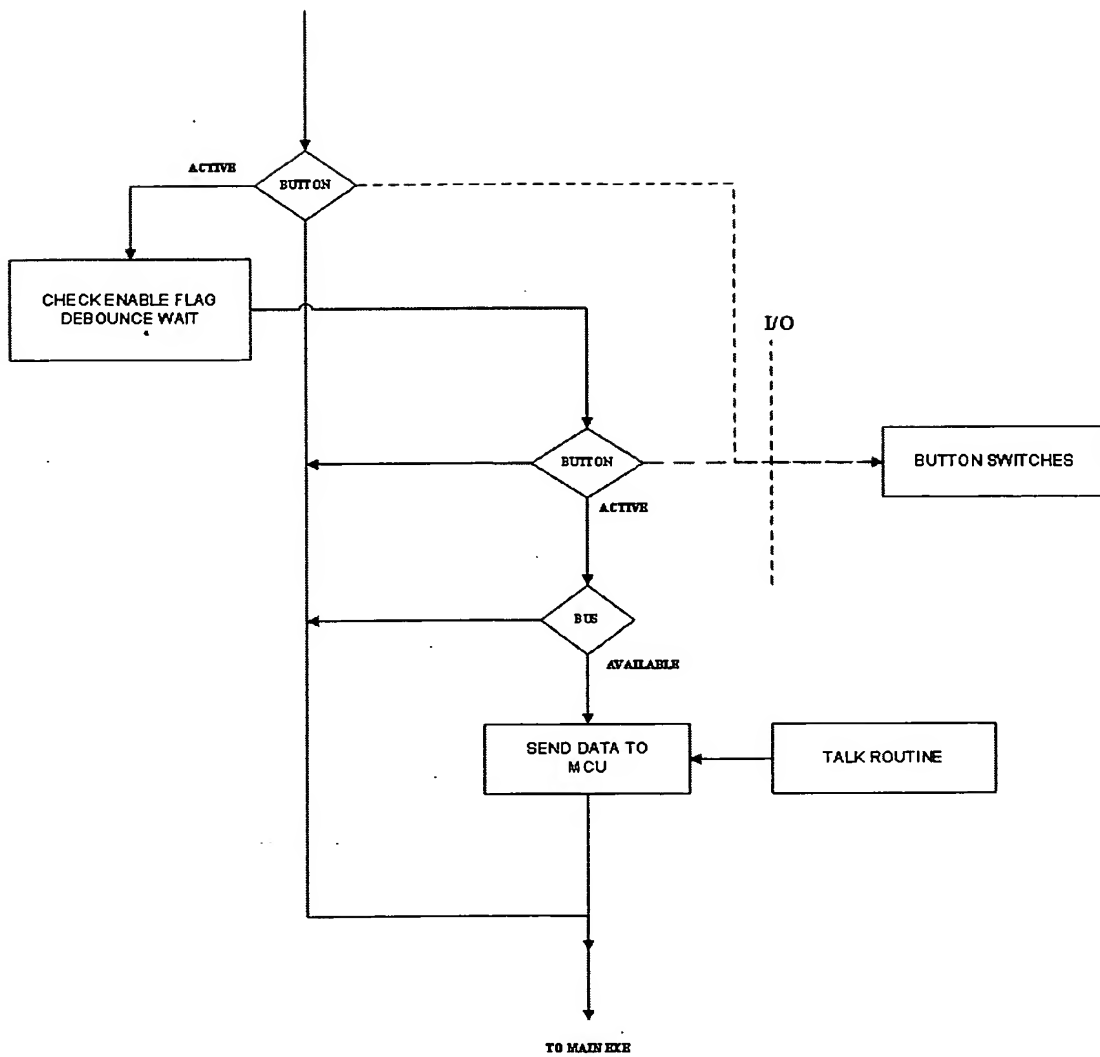 ACTIVE
BUTTON
CHECK ENABLE FLAG
DEBOUNCE WAIT
I/O
BUTTON
BUTTON SWITCHES
ACTIVE
BUS
AVAILABLE
SEND DATA TO
MCU
TALK ROUTINE
TO MAIN EXE